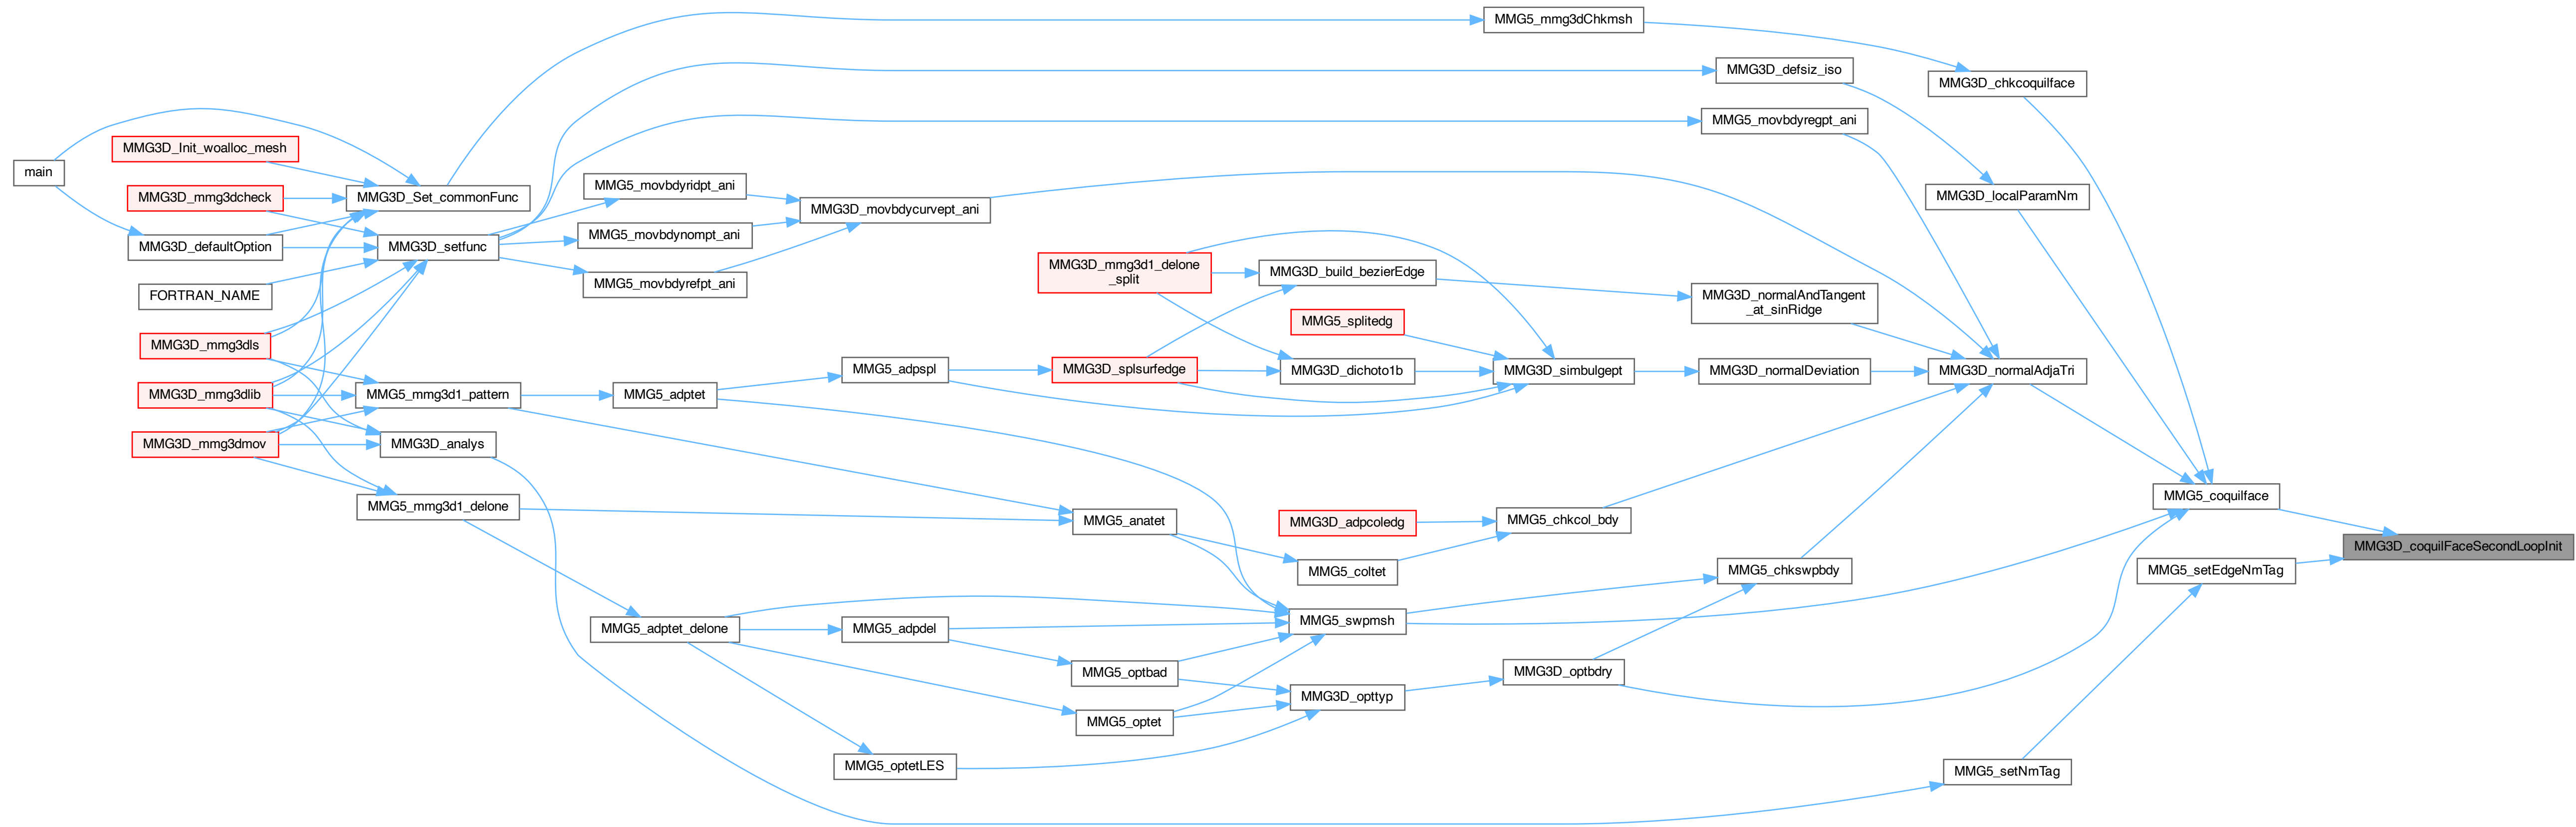 MMG5_mmg3dChkmsh
MMG3D_defsiz_iso
MMG3D_chkcoquilface
MMG5_movbdyregpt_ani
MMG3D_Init_woalloc_mesh
main
MMG3D_mmg3dcheck
MMG3D_Set_commonFunc
MMG5_movbdyridpt_ani
MMG3D_movbdycurvept_ani
MMG3D_localParamNm
MMG3D_defaultOption
MMG3D_setfunc
MMG5_movbdynompt_ani
MMG5_movbdyrefpt_ani
MMG3D_mmg3d1_delone
_split
MMG3D_build_bezierEdge
FORTRAN_NAME
MMG3D_normalAndTangent
_at_sinRidge
MMG5_splitedg
MMG3D_mmg3dls
MMG5_adpspl
MMG3D_splsurfedge
MMG3D_dichoto1b
MMG3D_simbulgept
MMG3D_normalDeviation
MMG3D_normalAdjaTri
MMG3D_mmg3dlib
MMG5_mmg3d1_pattern
MMG5_adptet
MMG3D_mmg3dmov
MMG3D_analys
MMG5_mmg3d1_delone
MMG5_coquilface
MMG5_anatet
MMG3D_adpcoledg
MMG5_chkcol_bdy
MMG3D_coquilFaceSecondLoopInit
MMG5_coltet
MMG5_chkswpbdy
MMG5_setEdgeNmTag
MMG5_adptet_delone
MMG5_adpdel
MMG5_swpmsh
MMG5_optbad
MMG3D_optbdry
MMG3D_opttyp
MMG5_optet
MMG5_optetLES
MMG5_setNmTag